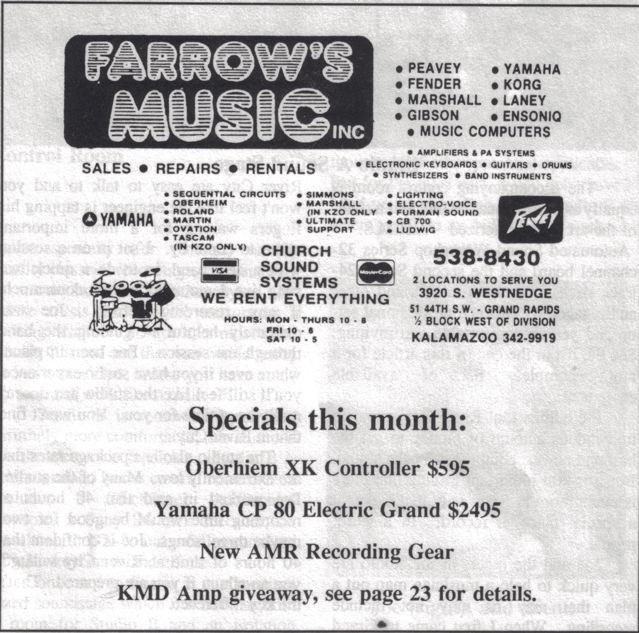 FARROW'S
MUSIC INC
• PEAVEY • YAMAHA
• FENDER • KORG
• MARSHALL • LANEY
• GIBSON • ENSONIQ
• MUSIC COMPUTERS
SALES • REPAIRS • RENTALS
• AMPLIFIERS & PA SYSTEMS
• ELECTRONIC KEYBOARDS • GUITARS • DRUMS
• SYNTHESIZERS • BAND INSTRUMENTS
YAMAHA
• SEQUENTIAL CIRCUITS
• OBERHEIM
• ROLAND
• MARTIN
• OVATION
• TASCAM
(IN KZO ONLY)
• SIMMONS
• MARSHALL
(IN KZO ONLY
• ULTIMATE
SUPPORT
• LIGHTING
• ELECTRO-VOICE
• FURMAN SOUND
• CB 700
• LUDWIG
PEAVEY
VISA
CHURCH
SOUND
SYSTEMS
MasterCard
WE RENT EVERYTHING
HOURS: MON - THURS 10 - 8
FRI 10 - 6
SAT 10 - 5
538-8430
2 LOCATIONS TO SERVE YOU
3920 S. WESTNEDGE
51 44TH S.W. - GRAND RAPIDS
½ BLOCK WEST OF DIVISION
KALAMAZOO 342-9919
Specials this month:
Oberhiem XK Controller $595
Yamaha CP 80 Electric Grand $2495
New AMR Recording Gear
KMD Amp giveaway, see page 23 for details.